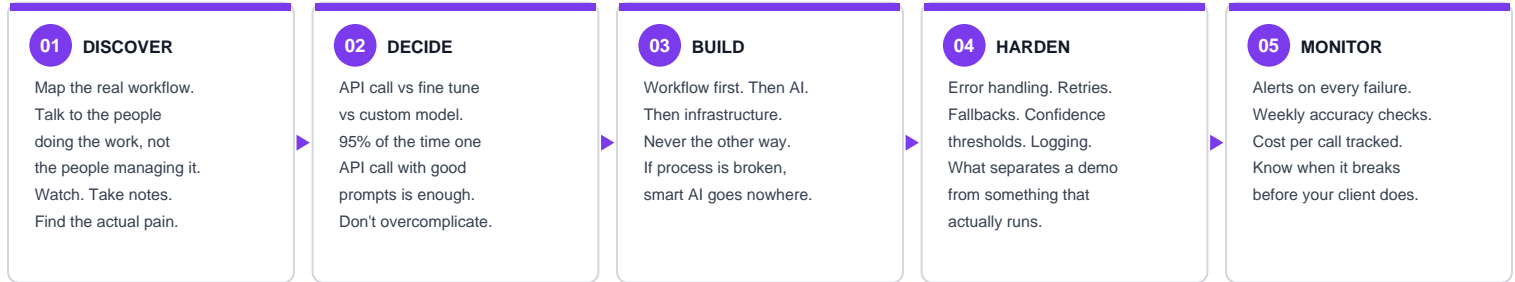 01 DISCOVER
Map the real workflow.
Talk to the people
doing the work, not
the people managing it.
Watch. Take notes.
Find the actual pain.
02 DECIDE
API call vs fine tune
vs custom model.
95% of the time one
API call with good
prompts is enough.
Don't overcomplicate.
03 BUILD
Workflow first. Then AI.
Then infrastructure.
Never the other way.
If process is broken,
smart AI goes nowhere.
04 HARDEN
Error handling. Retries.
Fallbacks. Confidence
thresholds. Logging.
What separates a demo
from something that
actually runs.
05 MONITOR
Alerts on every failure.
Weekly accuracy checks.
Cost per call tracked.
Know when it breaks
before your client does.